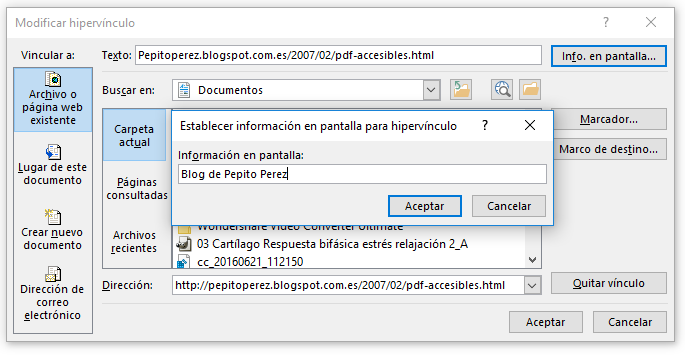 Modificar hipervínculo
?
Vincular a:
Texto:
Pepitoperez.blogspot.com.es/2007/02/pdf-accesibles.html
Info. en pantalla...
Archivo o
página web
existente
Lugar de este
documento
Crear nuevo
documento
Dirección de
correo
electrónico
Buscar en:
Documentos
Carpeta
actual
Páginas
consultadas
Archivos
recientes
Establecer información en pantalla para hipervínculo
?
Información en pantalla:
Blog de Pepito Perez
Aceptar
Cancelar
Wondershare Video Converter Ultimate
03 Cartílago Respuesta bifásica estrés relajación 2_A
cc_20160621_112150
Marcador...
Marco de destino...
Dirección:
http://pepitoperez.blogspot.com.es/2007/02/pdf-accesibles.html
Quitar vínculo
Aceptar
Cancelar